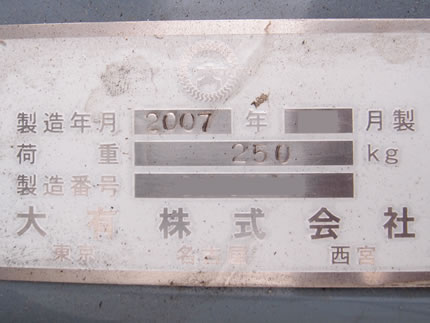 製造年月 2007 年 月製
荷重 250 kg
製造番号
大有株式会社
東京 名古屋 西宮